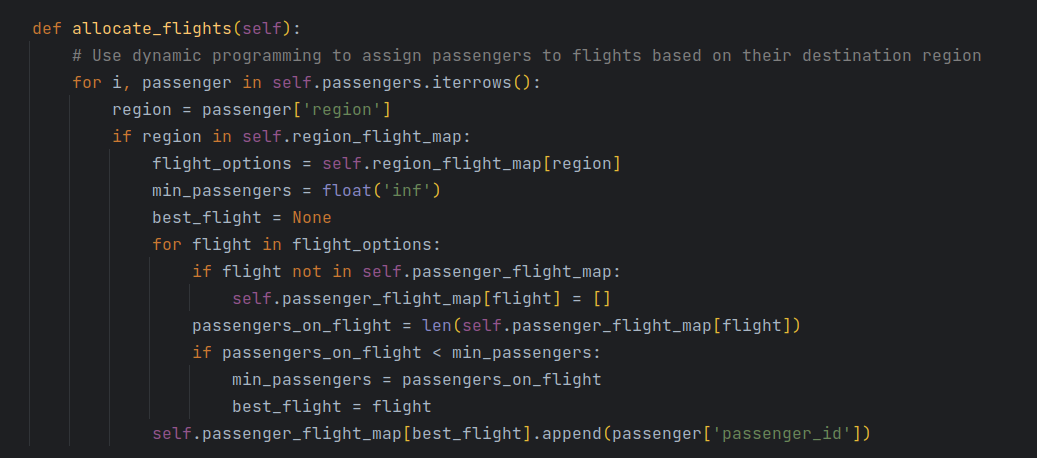 def allocate_flights(self):
    # Use dynamic programming to assign passengers to flights based on their destination region
    for i, passenger in self.passengers.iterrows():
        region = passenger['region']
        if region in self.region_flight_map:
            flight_options = self.region_flight_map[region]
            min_passengers = float('inf')
            best_flight = None
            for flight in flight_options:
                if flight not in self.passenger_flight_map:
                    self.passenger_flight_map[flight] = []
                passengers_on_flight = len(self.passenger_flight_map[flight])
                if passengers_on_flight < min_passengers:
                    min_passengers = passengers_on_flight
                    best_flight = flight
            self.passenger_flight_map[best_flight].append(passenger['passenger_id'])